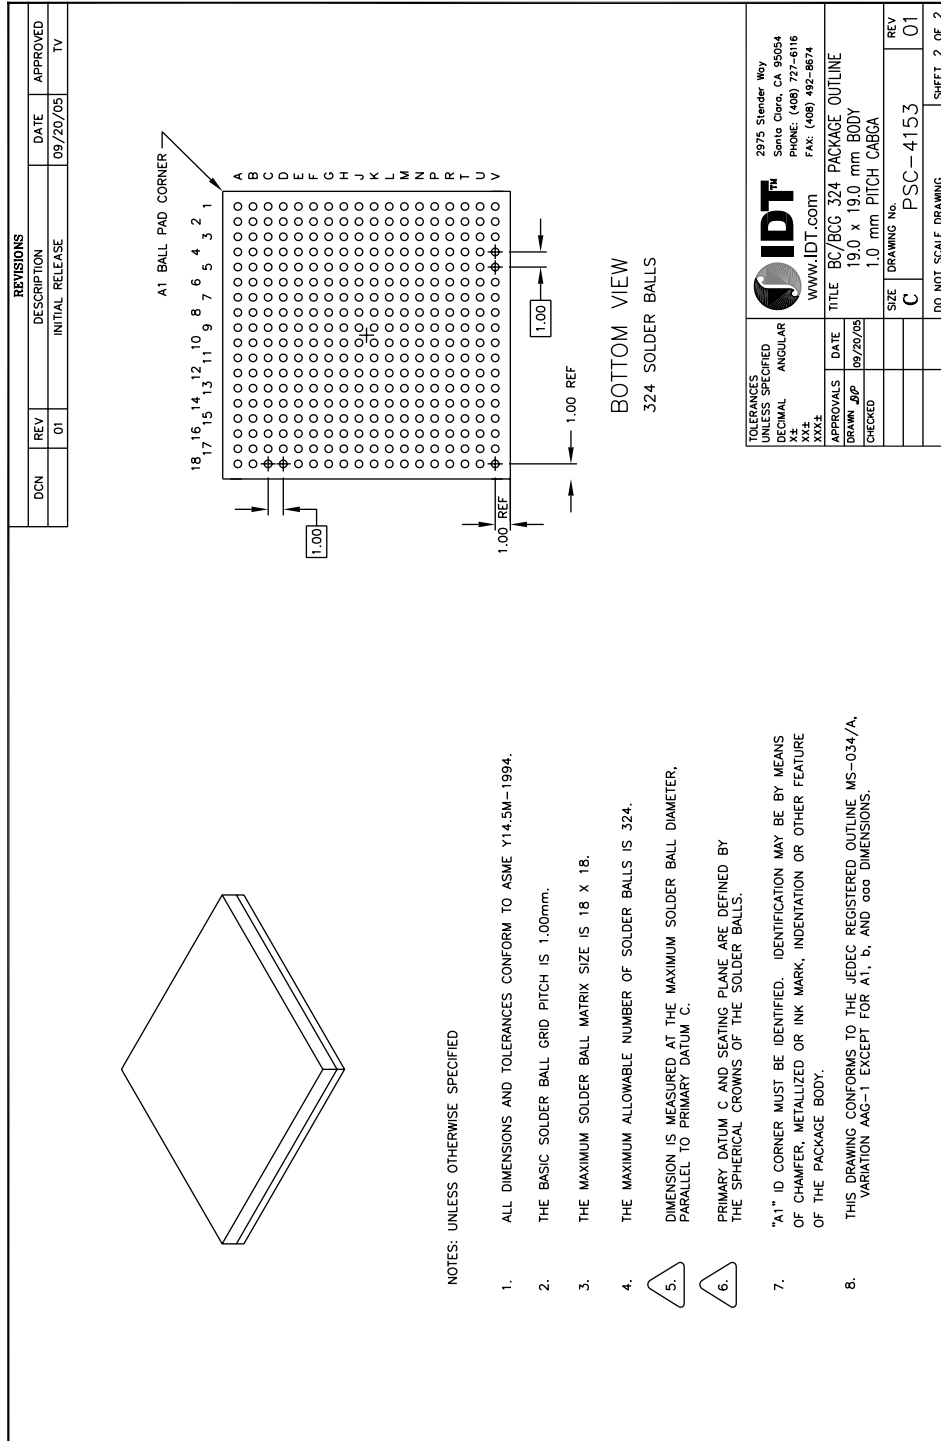 REVISIONS
DCN REV DESCRIPTION DATE APPROVED
01 INITIAL RELEASE 09/20/05 TV
A1 BALL PAD CORNER
18 17 16 15 14 13 12 11 10 9 8 7 6 5 4 3 2 1
A
B
C
D
E
F
G
H
J
K
L
M
N
P
R
T
U
V
1.00
1.00
1.00 REF
1.00 REF
BOTTOM VIEW
324 SOLDER BALLS
NOTES: UNLESS OTHERWISE SPECIFIED
1. ALL DIMENSIONS AND TOLERANCES CONFORM TO ASME Y14.5M-1994.
2. THE BASIC SOLDER BALL GRID PITCH IS 1.00mm.
3. THE MAXIMUM SOLDER BALL MATRIX SIZE IS 18 X 18.
4. THE MAXIMUM ALLOWABLE NUMBER OF SOLDER BALLS IS 324.
5. DIMENSION IS MEASURED AT THE MAXIMUM SOLDER BALL DIAMETER,
PARALLEL TO PRIMARY DATUM C.
6. PRIMARY DATUM C AND SEATING PLANE ARE DEFINED BY
THE SPHERICAL CROWNS OF THE SOLDER BALLS.
7. "A1" ID CORNER MUST BE IDENTIFIED. IDENTIFICATION MAY BE BY MEANS
OF CHAMFER, METALLIZED OR INK MARK, INDENTATION OR OTHER FEATURE
OF THE PACKAGE BODY.
8. THIS DRAWING CONFORMS TO THE JEDEC REGISTERED OUTLINE MS-034/A,
VARIATION AAG-1 EXCEPT FOR A1, b, AND aaa DIMENSIONS.
TOLERANCES
UNLESS SPECIFIED
DECIMAL ANGULAR
X±
XX±
XXX±
APPROVALS DATE
DRAWN 09/20/05
CHECKED
IDT™
www.IDT.com
2975 Stender Way
Santa Clara, CA 95054
PHONE: (408) 727-6116
FAX: (408) 492-8674
TITLE BC/BCG 324 PACKAGE OUTLINE
19.0 x 19.0 mm BODY
1.0 mm PITCH CABGA
SIZE DRAWING No. REV
C PSC-4153 01
DO NOT SCALE DRAWING SHEET 2 OF 2